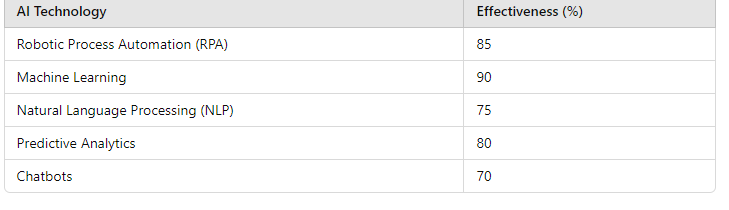 AI Technology Effectiveness (%)
Robotic Process Automation (RPA) 85
Machine Learning 90
Natural Language Processing (NLP) 75
Predictive Analytics 80
Chatbots 70